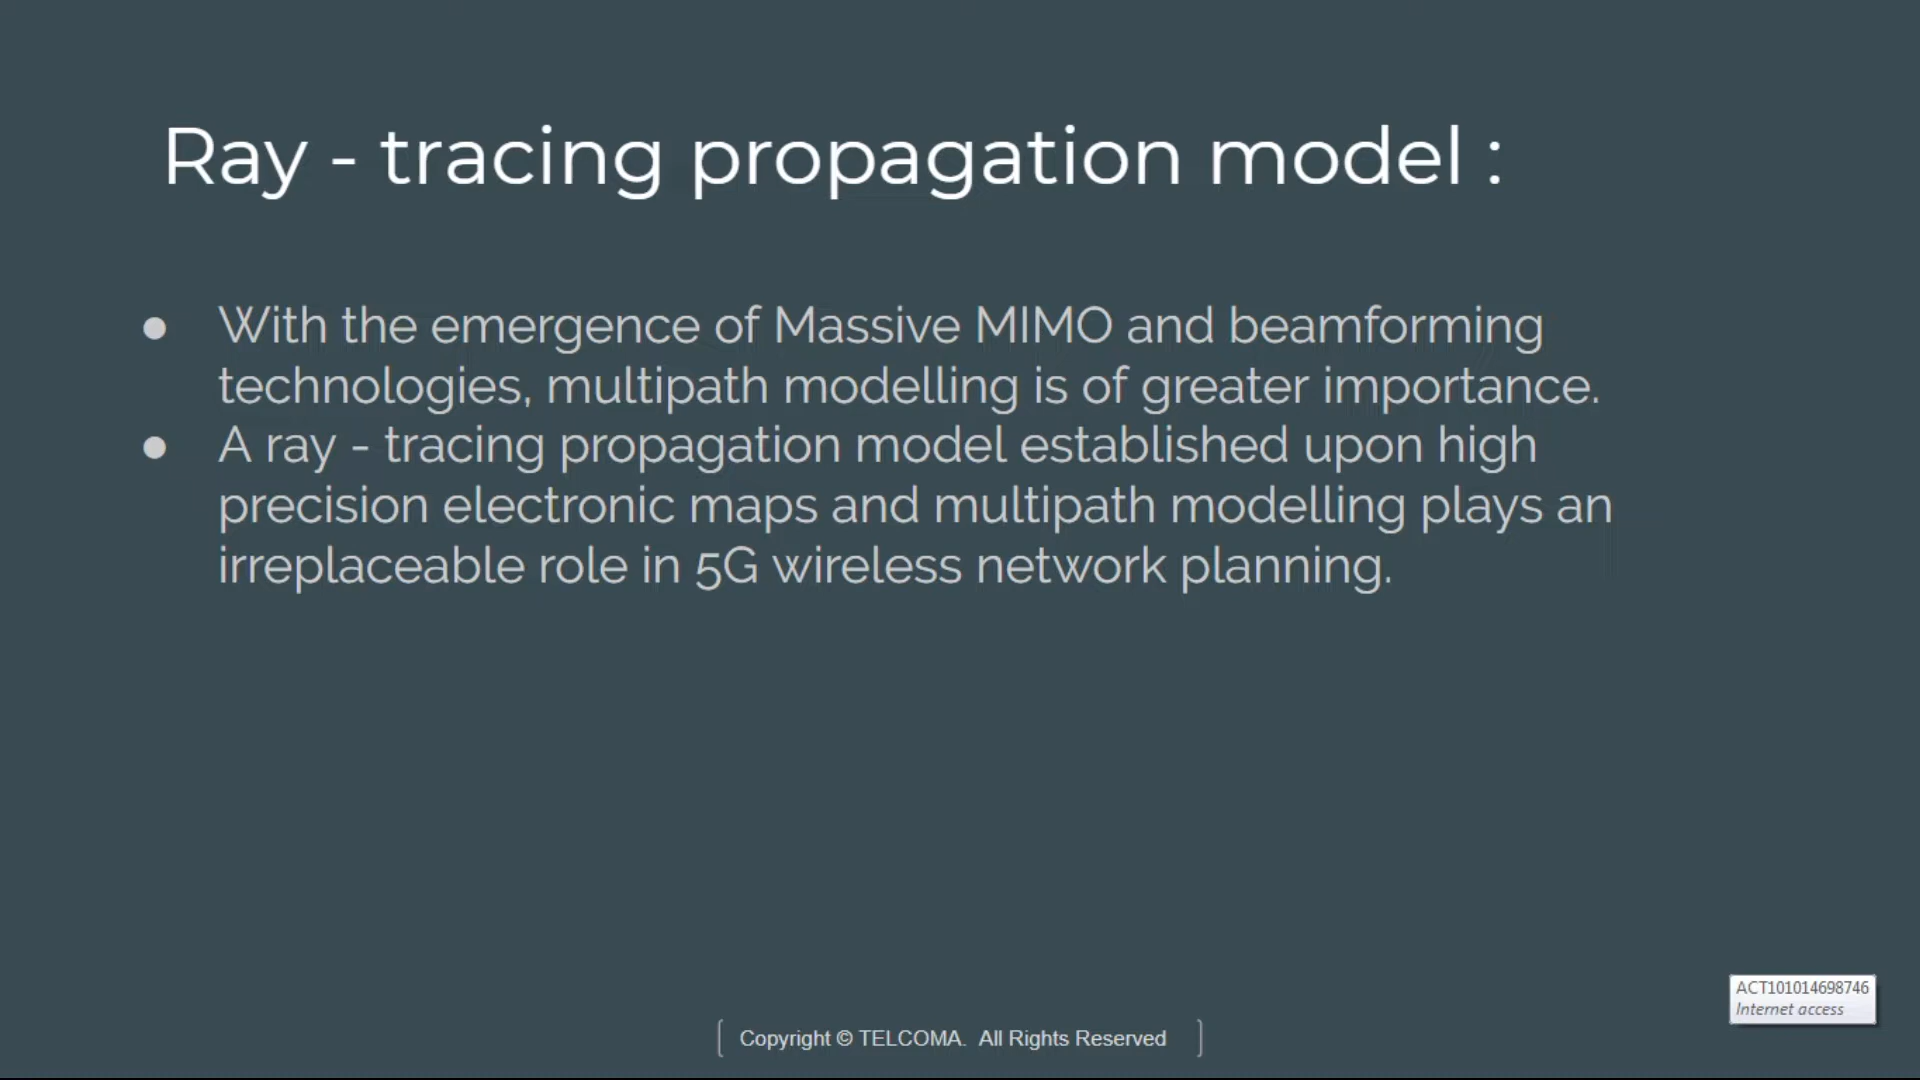 Ray - tracing propagation model :
● With the emergence of Massive MIMO and beamforming
technologies, multipath modelling is of greater importance.
● A ray - tracing propagation model established upon high
precision electronic maps and multipath modelling plays an
irreplaceable role in 5G wireless network planning.
ACT101014698746
Internet access
Copyright © TELCOMA. All Rights Reserved